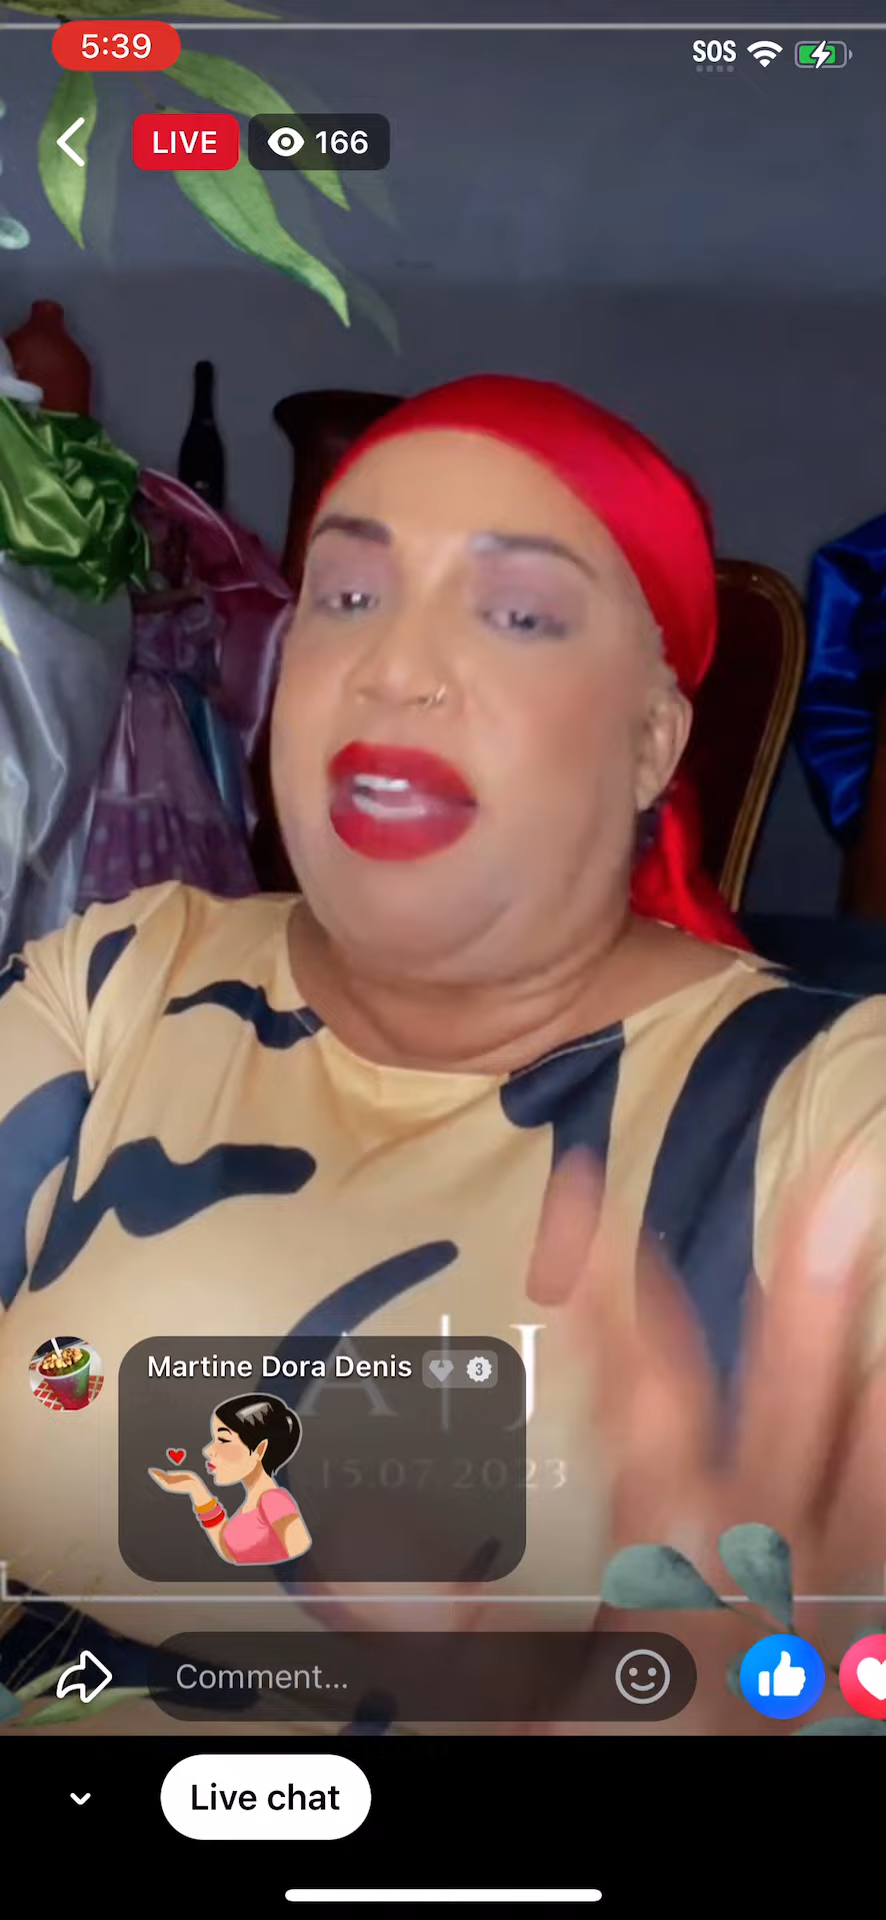 5:39
SOS
LIVE
166
Martine Dora Denis
3
A | J
15.07.2023
Comment...
Live chat